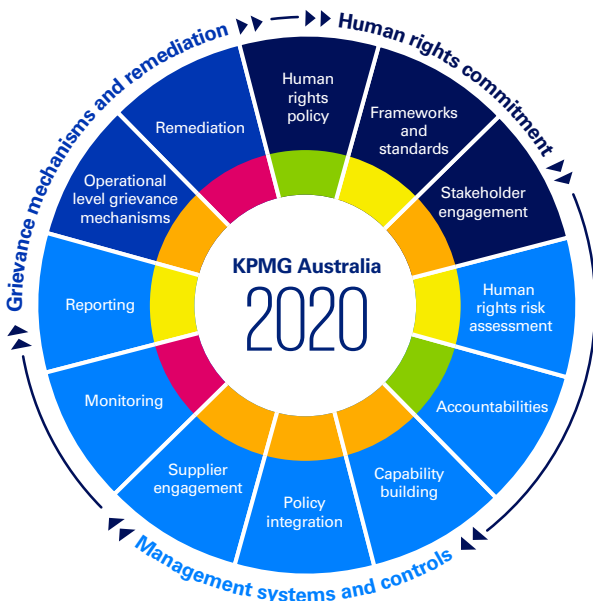 Human rights commitment
Human
rights
policy
Frameworks
and
standards
Stakeholder
engagement
Management systems and controls
Human
rights risk
assessment
Accountabilities
Capability
building
Policy
integration
Supplier
engagement
Monitoring
Reporting
Grievance mechanisms and remediation
Operational
level grievance
mechanisms
Remediation
KPMG Australia
2020